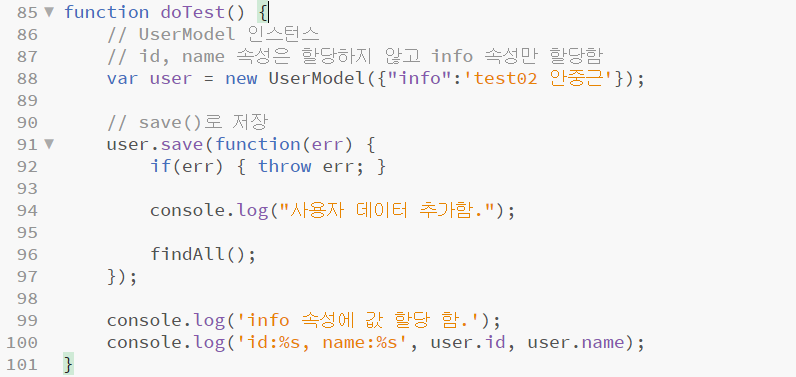 85 ▼ function doTest() {
86     // UserModel 인스턴스
87     // id, name 속성은 할당하지 않고 info 속성만 할당함
88     var user = new UserModel({"info":'test02 안중근'});
89
90     // save()로 저장
91 ▼     user.save(function(err) {
92         if(err) { throw err; }
93
94         console.log("사용자 데이터 추가함.");
95
96         findAll();
97     });
98
99     console.log('info 속성에 값 할당 함.');
100     console.log('id:%s, name:%s', user.id, user.name);
101 }